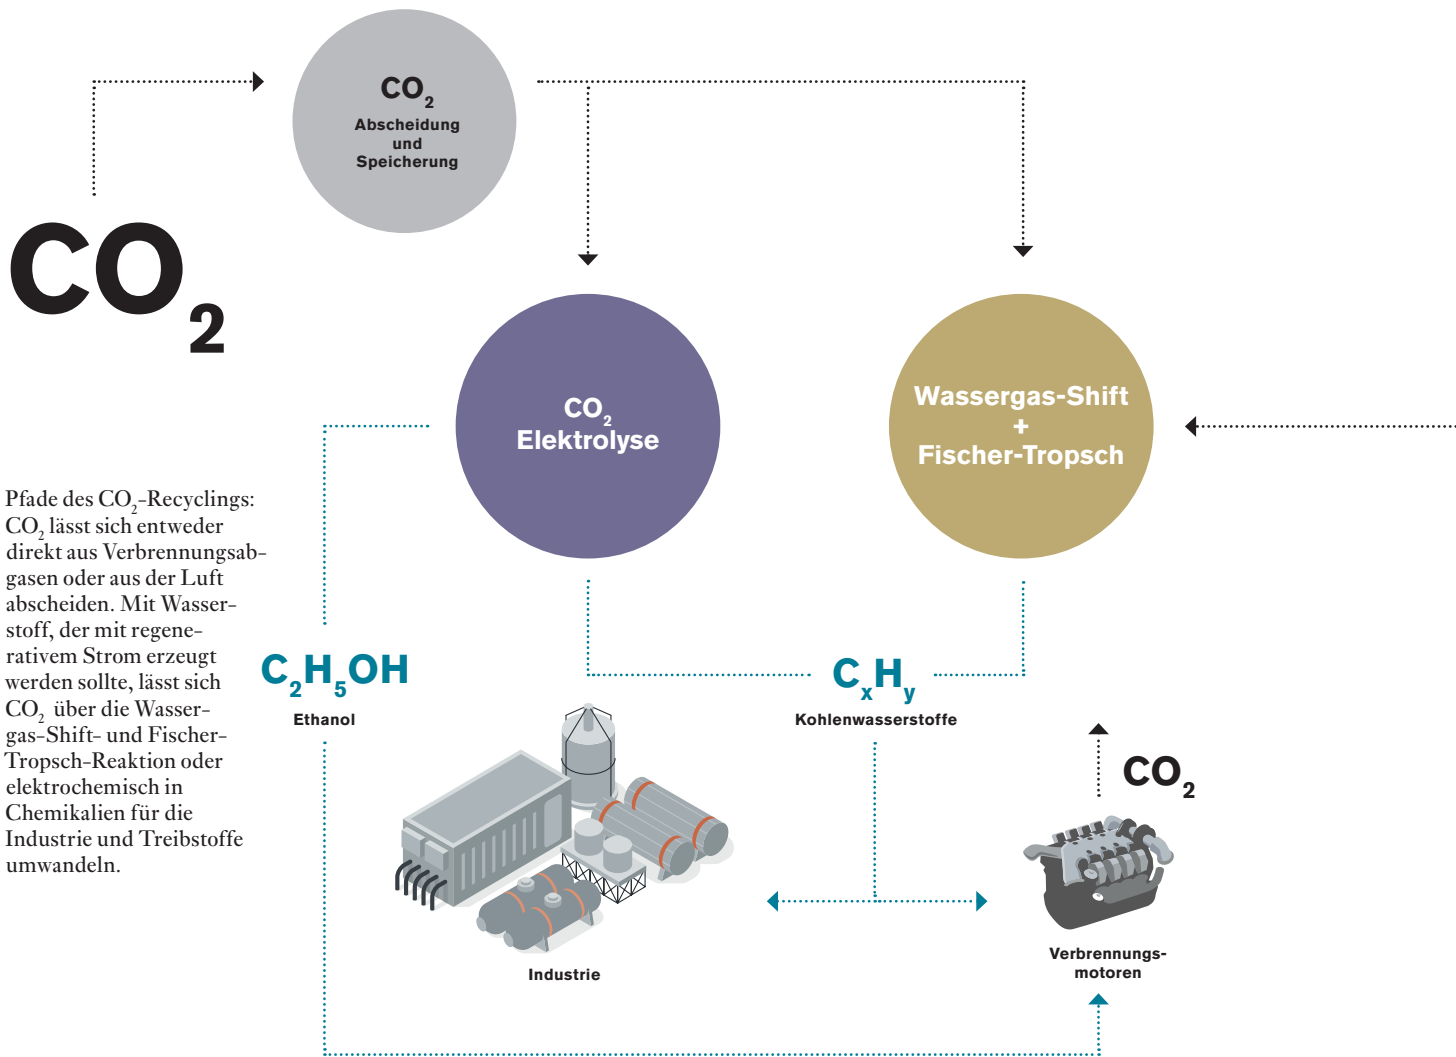 CO₂
Abscheidung
und
Speicherung
CO₂
CO₂
Elektrolyse
Wassergas-Shift
+
Fischer-Tropsch
Pfade des CO₂-Recyclings:
CO₂ lässt sich entweder
direkt aus Verbrennungsab-
gasen oder aus der Luft
abscheiden. Mit Wasser-
stoff, der mit regene-
rativem Strom erzeugt
werden sollte, lässt sich
CO₂ über die Wasser-
gas-Shift- und Fischer-
Tropsch-Reaktion oder
elektrochemisch in
Chemikalien für die
Industrie und Treibstoffe
umwandeln.
C₂H₅OH
Ethanol
CₓHᵧ
Kohlenwasserstoffe
CO₂
Industrie
Verbrennungs-
motoren